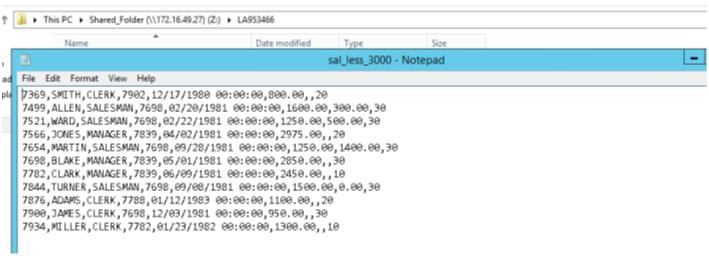 This PC ▸ Shared_Folder (\\172.16.49.27) (Z:) ▸ LA953466
Name Date modified Type Size
sal_less_3000 - Notepad
File Edit Format View Help
7369,SMITH,CLERK,7902,12/17/1980 00:00:00,800.00,,20
7499,ALLEN,SALESMAN,7698,02/20/1981 00:00:00,1600.00,300.00,30
7521,WARD,SALESMAN,7698,02/22/1981 00:00:00,1250.00,500.00,30
7566,JONES,MANAGER,7839,04/02/1981 00:00:00,2975.00,,20
7654,MARTIN,SALESMAN,7698,09/28/1981 00:00:00,1250.00,1400.00,30
7698,BLAKE,MANAGER,7839,05/01/1981 00:00:00,2850.00,,30
7782,CLARK,MANAGER,7839,06/09/1981 00:00:00,2450.00,,10
7844,TURNER,SALESMAN,7698,09/08/1981 00:00:00,1500.00,0.00,30
7876,ADAMS,CLERK,7788,01/12/1983 00:00:00,1100.00,,20
7900,JAMES,CLERK,7698,12/03/1981 00:00:00,950.00,,30
7934,MILLER,CLERK,7782,01/23/1982 00:00:00,1300.00,,10